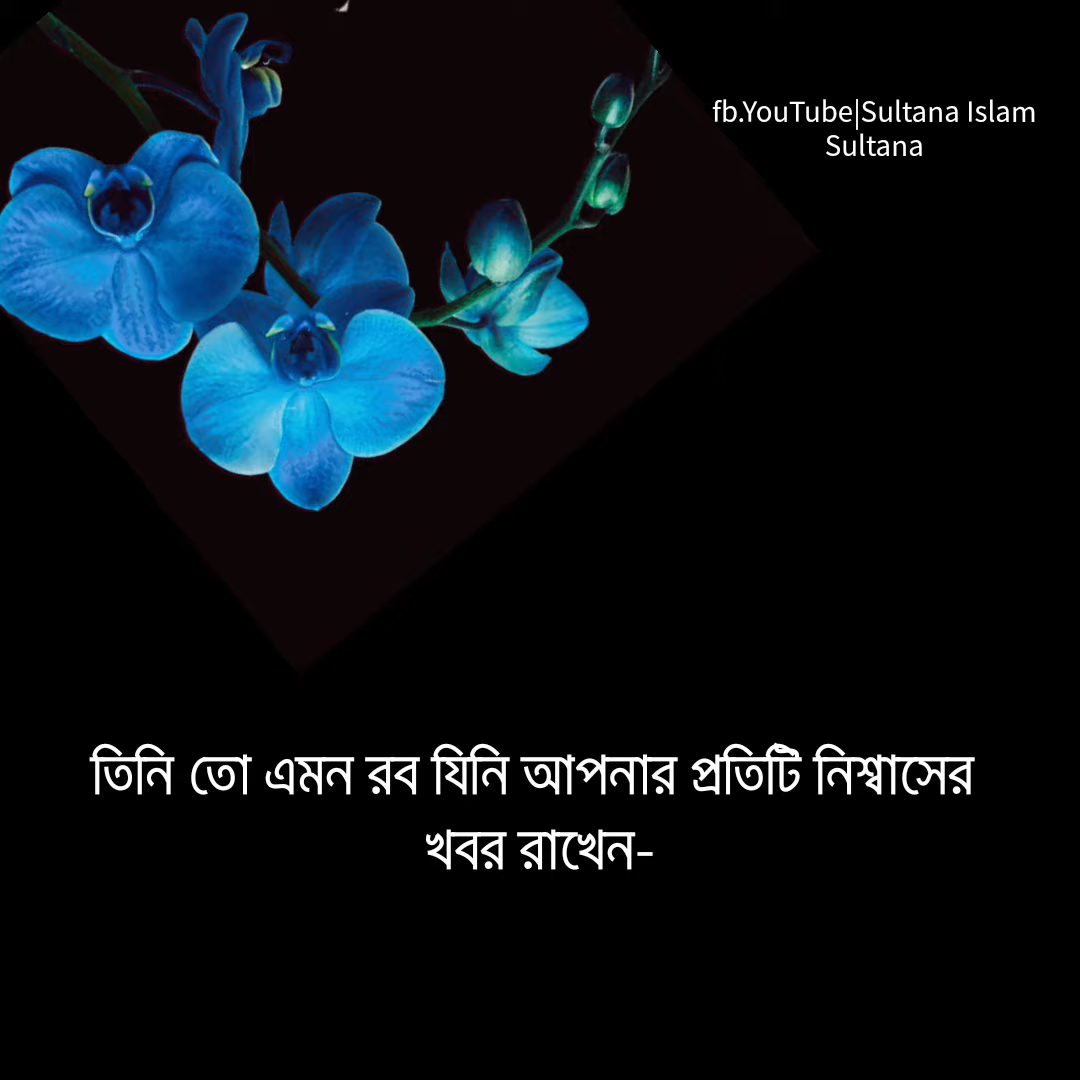 fb.YouTube|Sultana Islam
Sultana
তিনি তো এমন রব যিনি আপনার প্রতিটি নিশ্বাসের
খবর রাখেন-